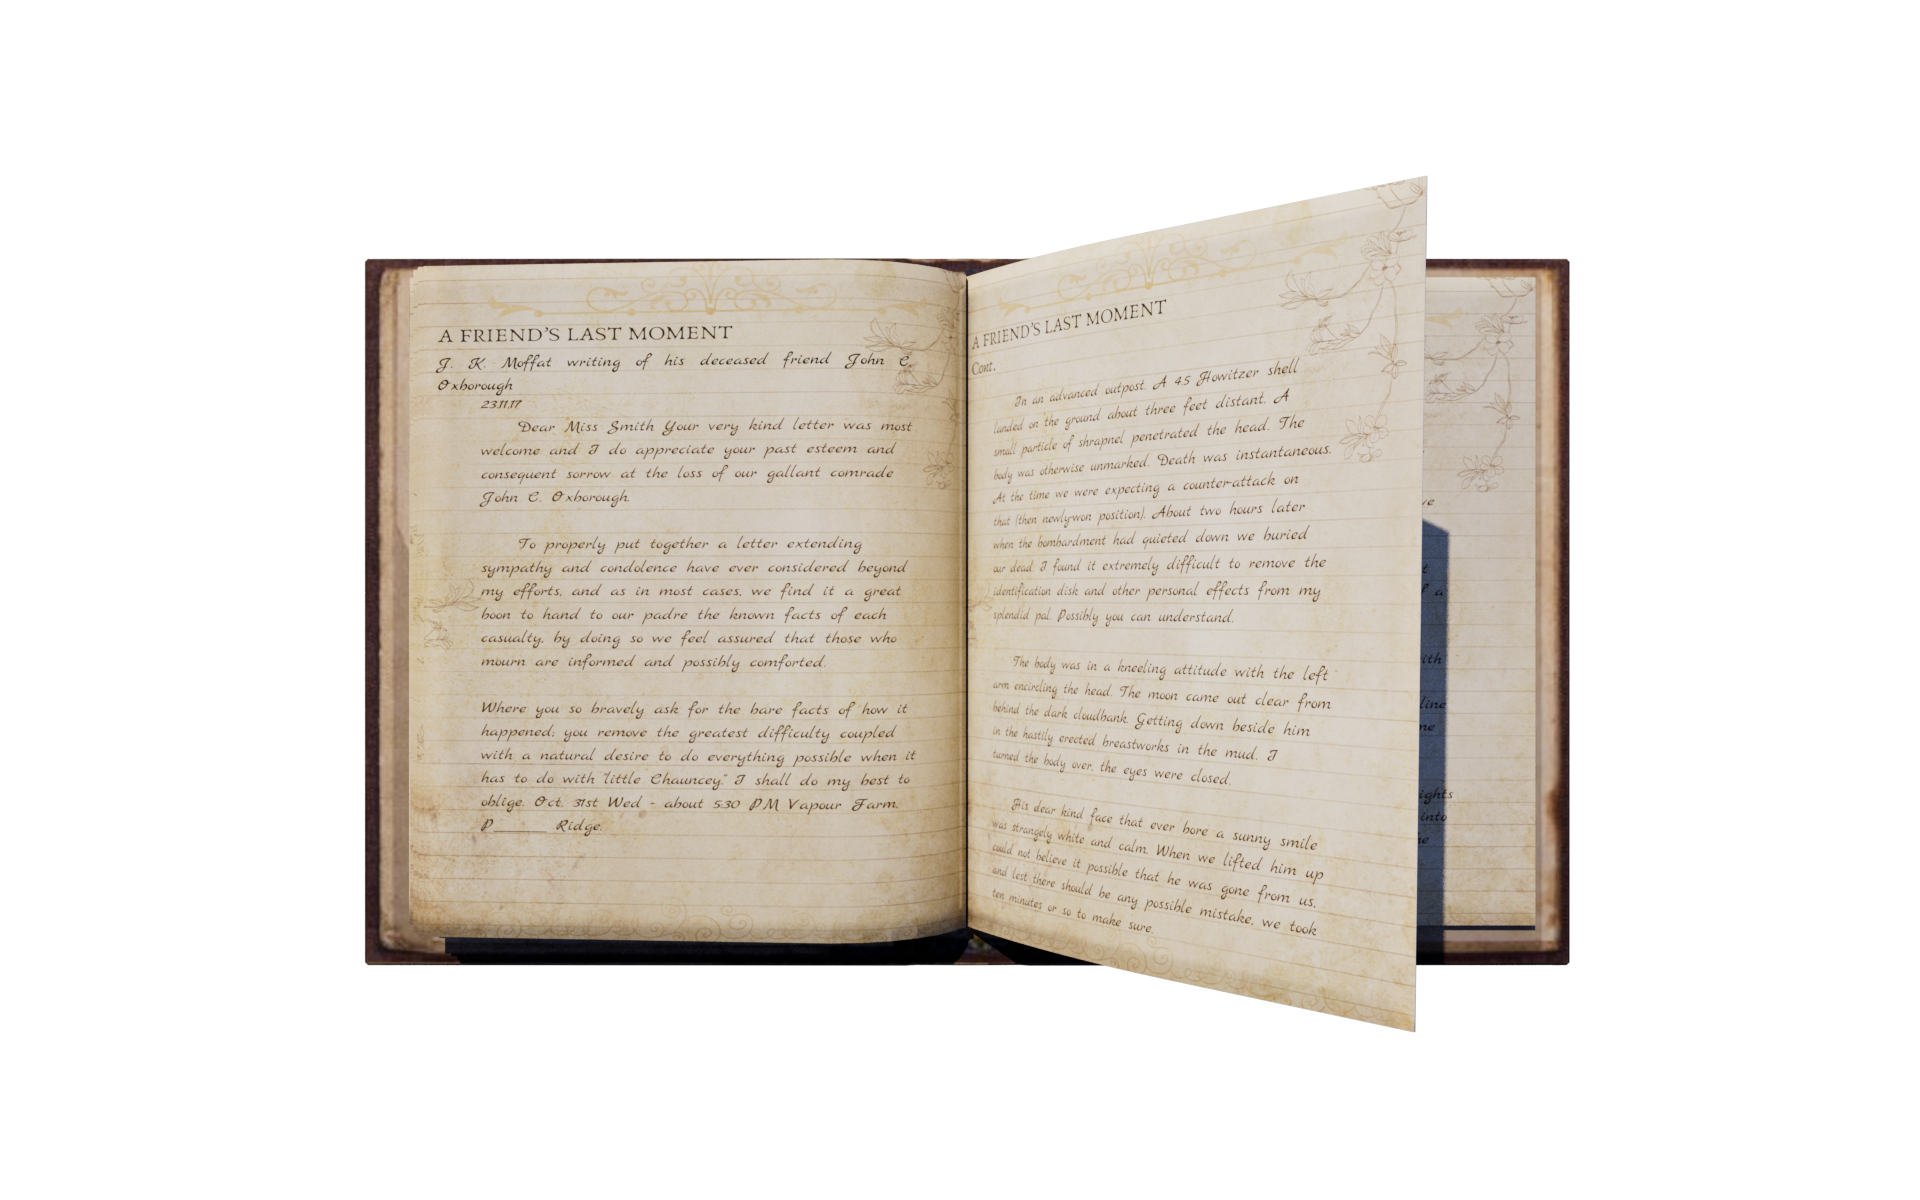 A FRIEND'S LAST MOMENT
J. K. Moffat writing of his deceased friend John C.
Oxborough
23.11.17
Dear Miss Smith Your very kind letter was most
welcome and I do appreciate your past esteem and
consequent sorrow at the loss of our gallant comrade
John C. Oxborough.
To properly put together a letter extending
sympathy and condolence have ever considered beyond
my efforts, and as in most cases, we find it a great
boon to hand to our padre the known facts of each
casualty, by doing so we feel assured that those who
mourn are informed and possibly comforted.
Where you so bravely ask for the bare facts of how it
happened; you remove the greatest difficulty coupled
with a natural desire to do everything possible when it
has to do with "little Chauncey." I shall do my best to
oblige. Oct. 31st Wed - about 5:30 PM Vapour Farm.
P______ Ridge.
A FRIEND'S LAST MOMENT
Cont.
In an advanced outpost. A 4.5 Howitzer shell
landed on the ground about three feet distant. A
small particle of shrapnel penetrated the head. The
body was otherwise unmarked. Death was instantaneous.
At the time we were expecting a counter-attack on
that (then newly-won position). About two hours later
when the bombardment had quieted down we buried
our dead. I found it extremely difficult to remove the
identification disk and other personal effects from my
splendid pal. Possibly you can understand.
The body was in a kneeling attitude with the left
arm encircling the head. The moon came out clear from
behind the dark cloudbank. Getting down beside him
in the hastily erected breastworks in the mud. I
turned the body over, the eyes were closed.
His dear kind face that ever bore a sunny smile
was strangely white and calm. When we lifted him up
could not believe it possible that he was gone from us,
and lest there should be any possible mistake, we took
ten minutes or so to make sure.